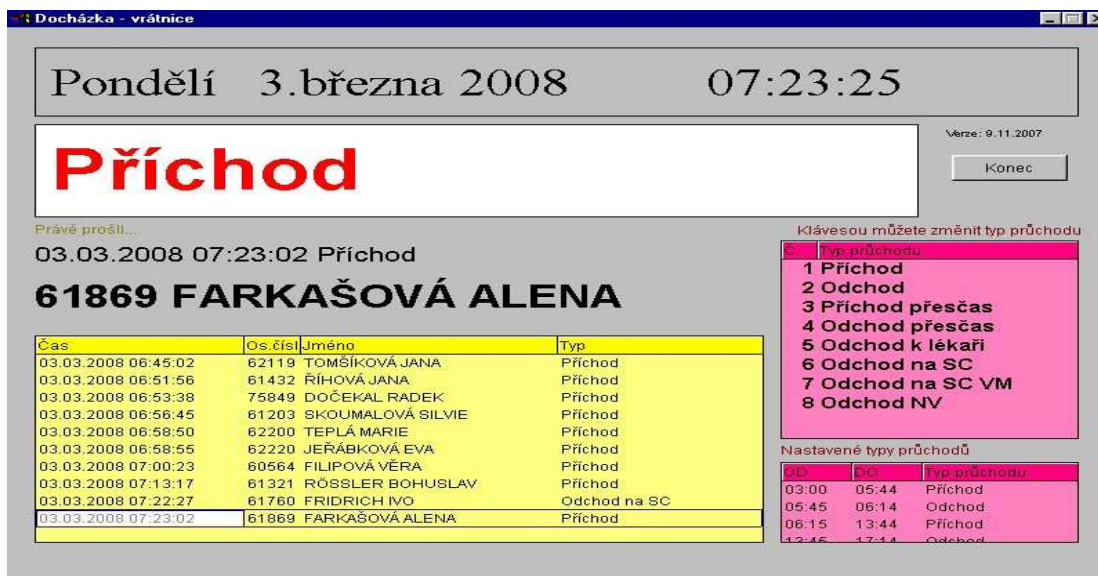 Docházka - vrátnice
Pondělí 3.března 2008 07:23:25
Příchod
Verze: 9.11.2007
Konec
Právě prošli....
03.03.2008 07:23:02 Příchod
61869 FARKAŠOVÁ ALENA
Čas Os.čísl Jméno Typ
03.03.2008 06:45:02 62119 TOMŠÍKOVÁ JANA Příchod
03.03.2008 06:51:56 61432 ŘÍHOVÁ JANA Příchod
03.03.2008 06:53:38 75849 DOČEKAL RADEK Příchod
03.03.2008 06:56:45 61203 SKOUMALOVÁ SILVIE Příchod
03.03.2008 06:58:50 62200 TEPLÁ MARIE Příchod
03.03.2008 06:58:55 62220 JEŘÁBKOVÁ EVA Příchod
03.03.2008 07:00:23 60564 FILIPOVÁ VĚRA Příchod
03.03.2008 07:13:17 61321 RÖSSLER BOHUSLAV Příchod
03.03.2008 07:22:27 61760 FRIDRICH IVO Odchod na SC
03.03.2008 07:23:02 61869 FARKAŠOVÁ ALENA Příchod
Klávesou můžete změnit typ průchodu
Č. Typ průchodu
1 Příchod
2 Odchod
3 Příchod přesčas
4 Odchod přesčas
5 Odchod k lékaři
6 Odchod na SC
7 Odchod na SC VM
8 Odchod NV
Nastavené typy průchodů
OD DO Typ průchodu
03:00 05:44 Příchod
05:45 06:14 Odchod
06:15 13:44 Příchod
13:45 17:14 Odchod